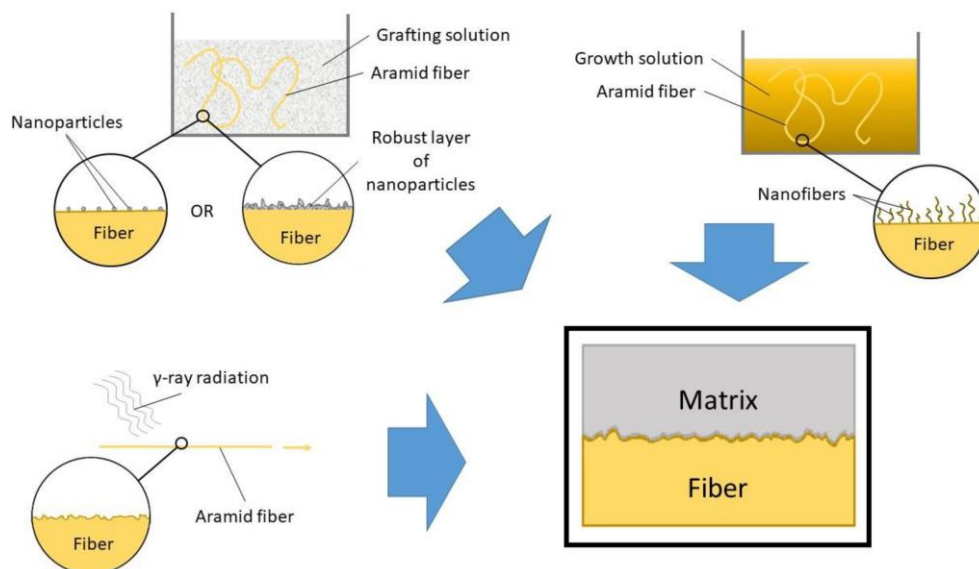 Grafting solution
Aramid fiber
Nanoparticles
Robust layer
of
nanoparticles
OR
Fiber
Fiber
Growth solution
Aramid fiber
Nanofibers
Fiber
γ-ray radiation
Aramid fiber
Fiber
Matrix
Fiber